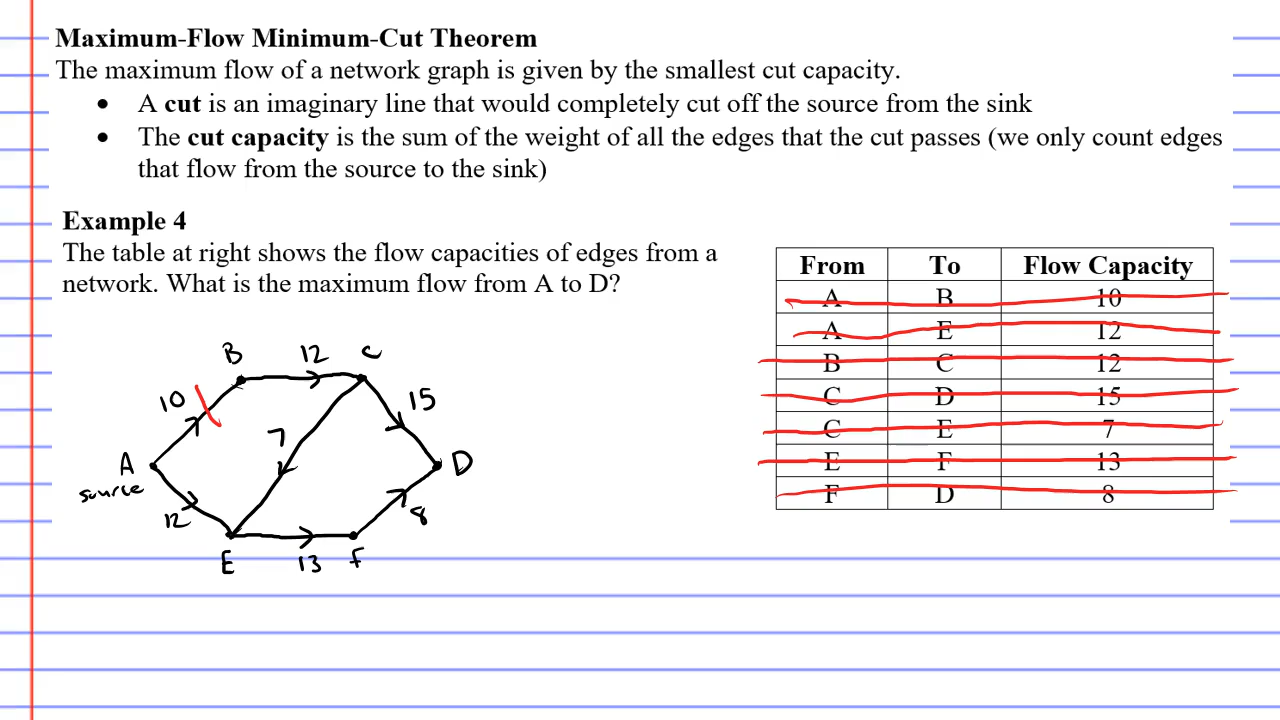 Maximum-Flow Minimum-Cut Theorem
The maximum flow of a network graph is given by the smallest cut capacity.
• A cut is an imaginary line that would completely cut off the source from the sink
• The cut capacity is the sum of the weight of all the edges that the cut passes (we only count edges
that flow from the source to the sink)
Example 4
The table at right shows the flow capacities of edges from a
network. What is the maximum flow from A to D?
From To Flow Capacity
A B 10
A E 12
B C 12
C D 15
C E 7
E F 13
F D 8
B 12 C
10 15
7
A D
source
12 8
E 13 F